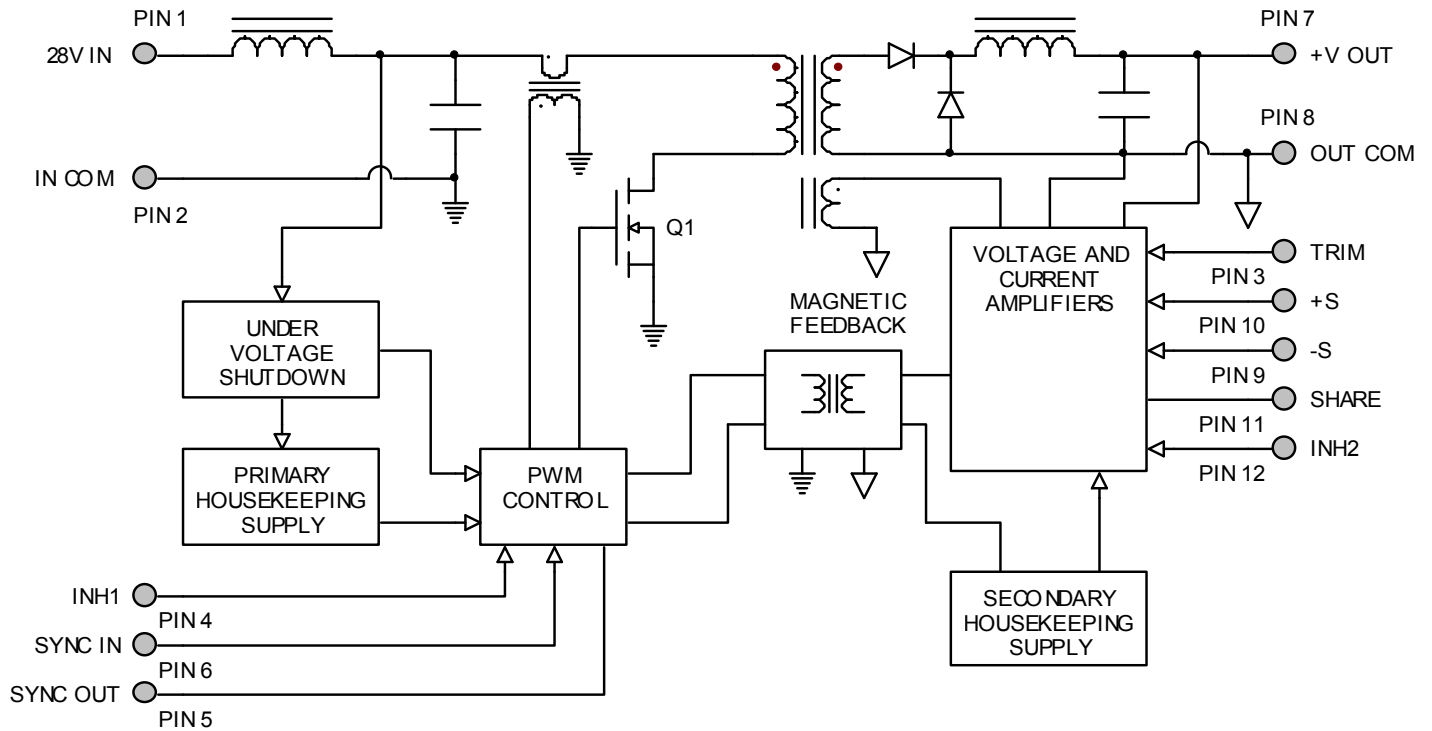 PIN 1
28V IN
IN COM
PIN 2
PIN 7
+V OUT
PIN 8
OUT COM
Q1
UNDER
VOLTAGE
SHUTDOWN
PRIMARY
HOUSEKEEPING
SUPPLY
PWM
CONTROL
MAGNETIC
FEEDBACK
VOLTAGE AND
CURRENT
AMPLIFIERS
TRIM
PIN 3
+S
PIN 10
-S
PIN 9
SHARE
PIN 11
INH2
PIN 12
SECONDARY
HOUSEKEEPING
SUPPLY
INH1
PIN 4
SYNC IN
PIN 6
SYNC OUT
PIN 5